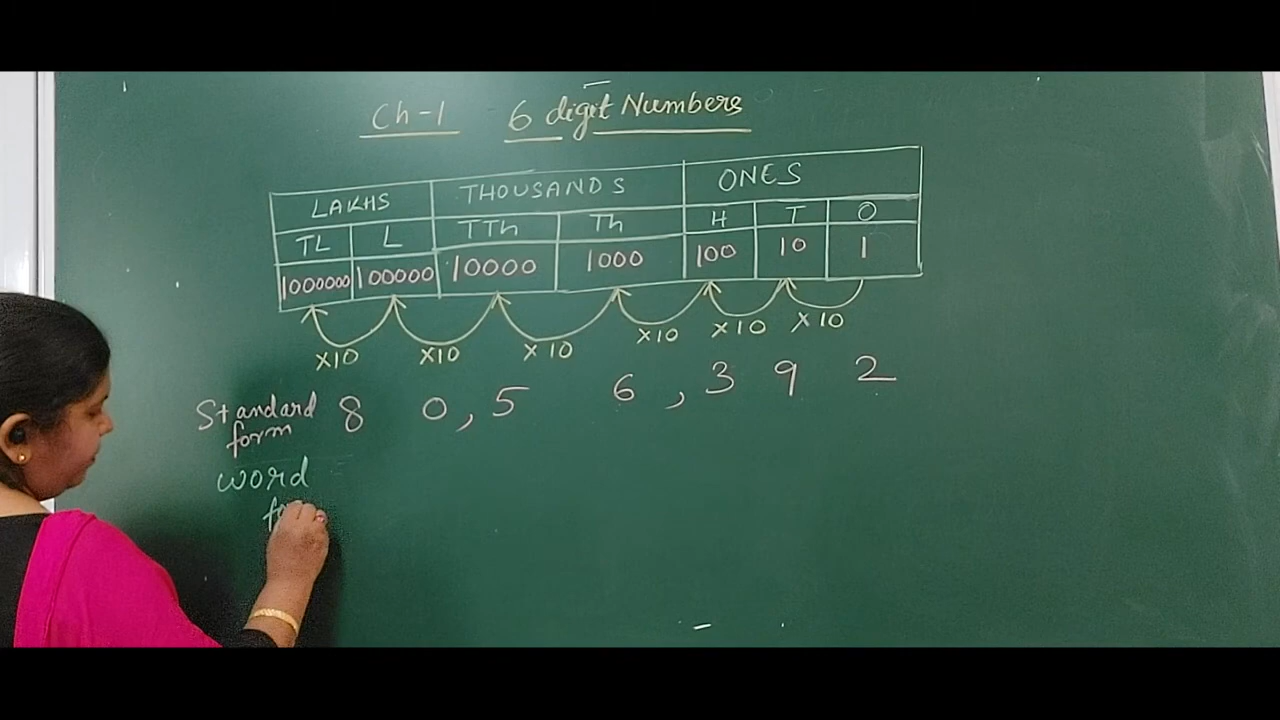 Ch-1 6 digit Numbers
LAKHS THOUSANDS ONES
TL L TTh Th H T O
1000000 100000 10000 1000 100 10 1
×10 ×10 ×10 ×10 ×10 ×10
Standard 8 0, 5 6, 3 9 2
form
word
fo